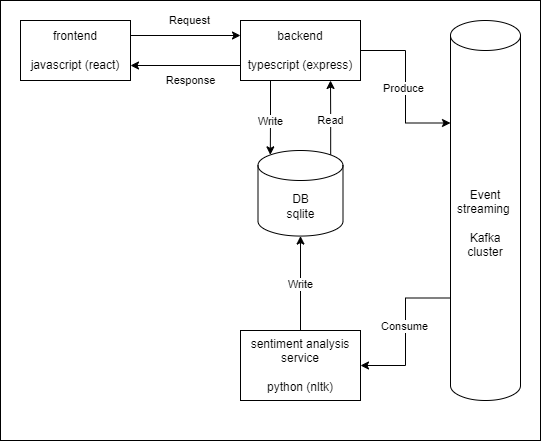 frontend
javascript (react)
Request
Response
backend
typescript (express)
Produce
Write
Read
DB
sqlite
Event
streaming
Kafka
cluster
Write
Consume
sentiment analysis
service
python (nltk)